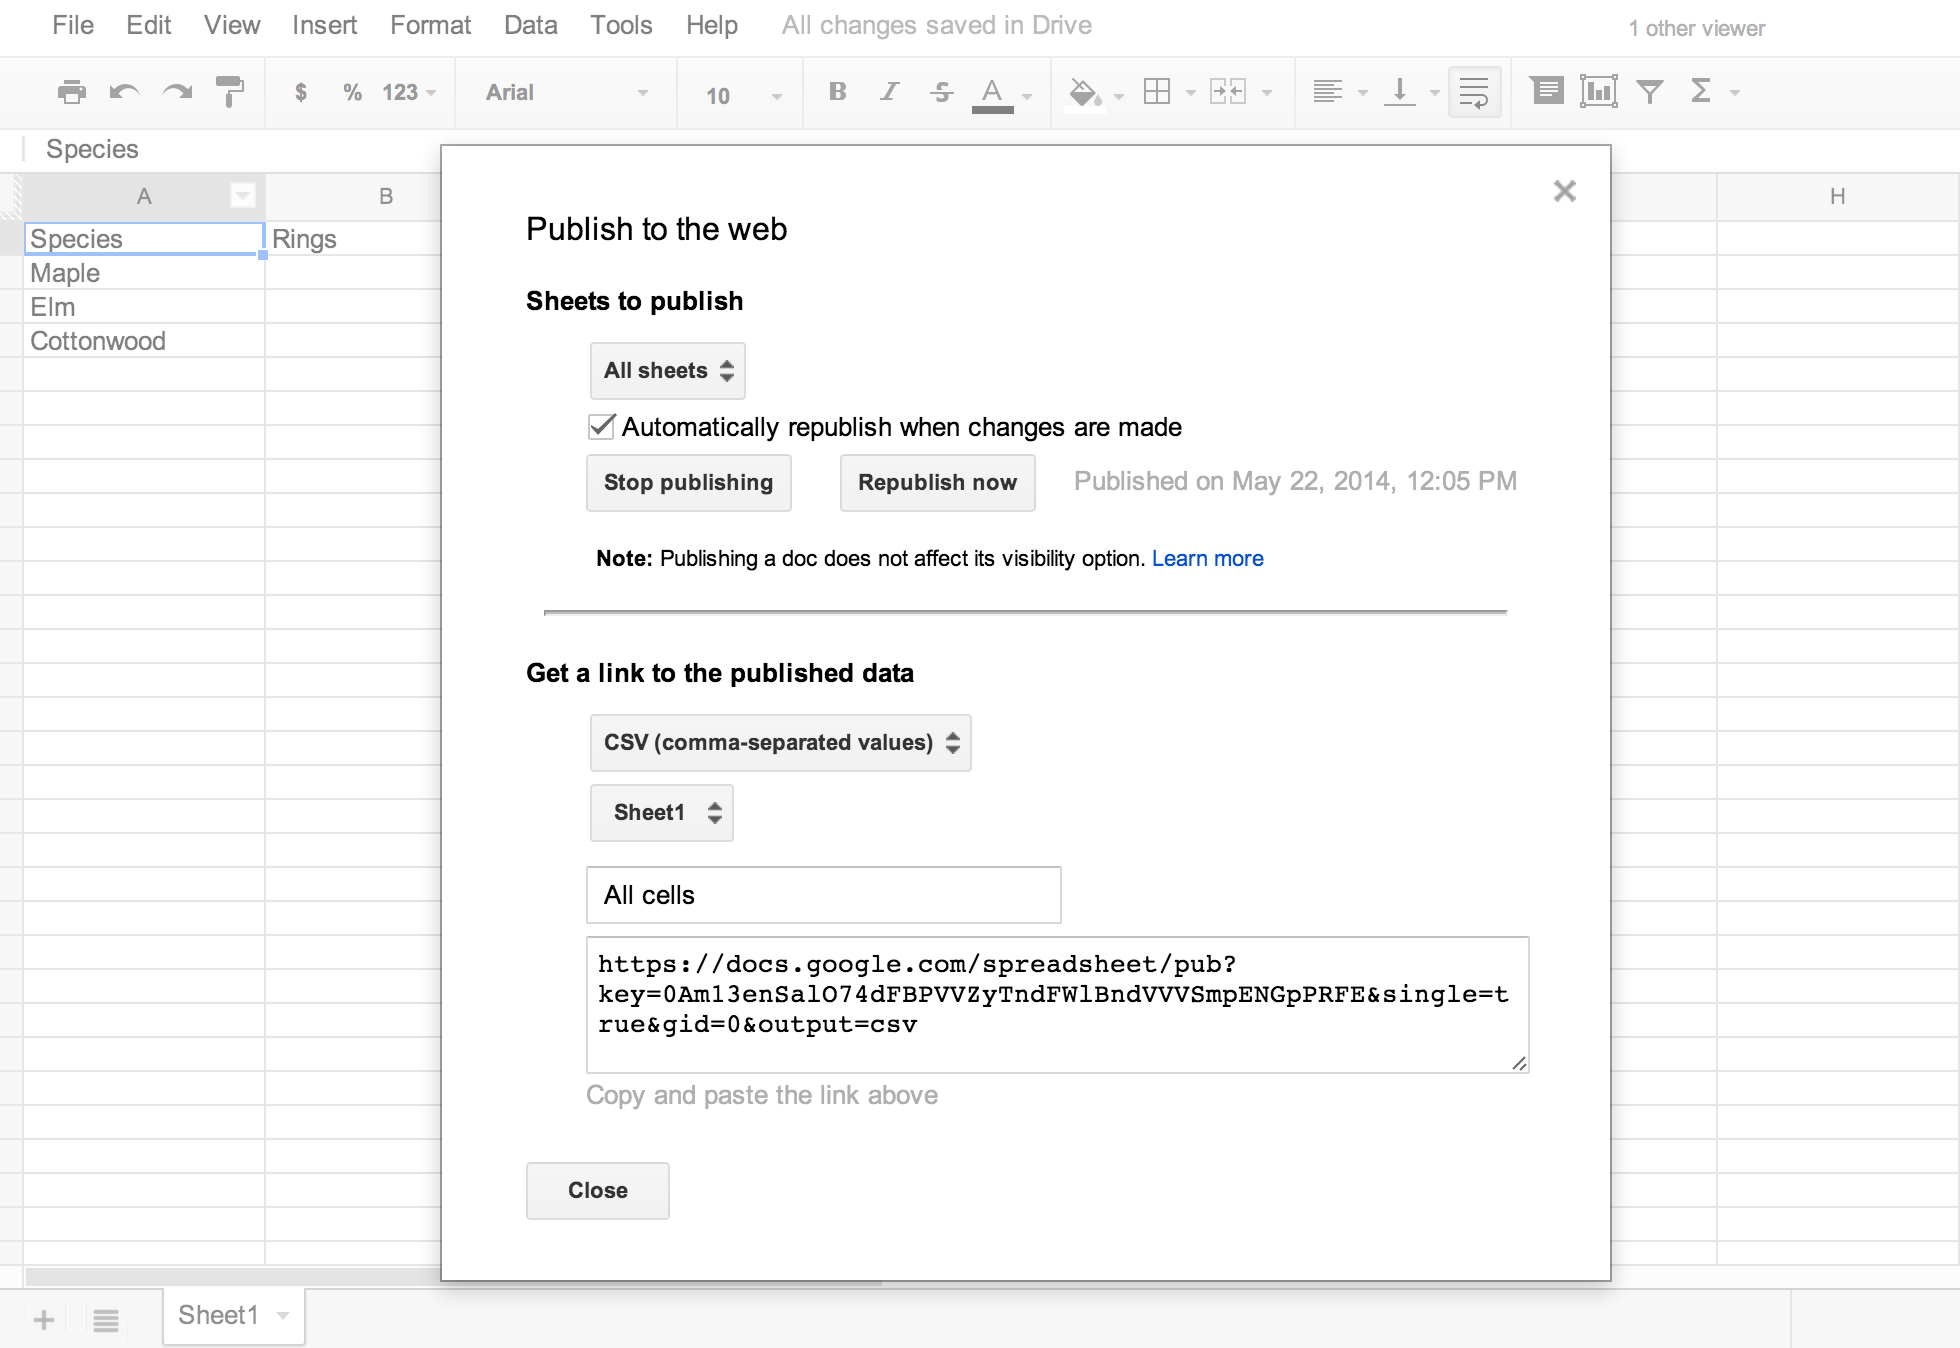 File Edit View Insert Format Data Tools Help All changes saved in Drive 1 other viewer
$ % 123 Arial 10 B I S A Σ
Species
A B H
Species Rings
Maple
Elm
Cottonwood
Publish to the web
Sheets to publish
All sheets
Automatically republish when changes are made
Stop publishing Republish now Published on May 22, 2014, 12:05 PM
Note: Publishing a doc does not affect its visibility option. Learn more
Get a link to the published data
CSV (comma-separated values)
Sheet1
All cells
https://docs.google.com/spreadsheet/pub?
key=0Am13enSalO74dFBPVVZyTndFWlBndVVVSmpENGpPRFE&single=t
rue&gid=0&output=csv
Copy and paste the link above
Close
Sheet1